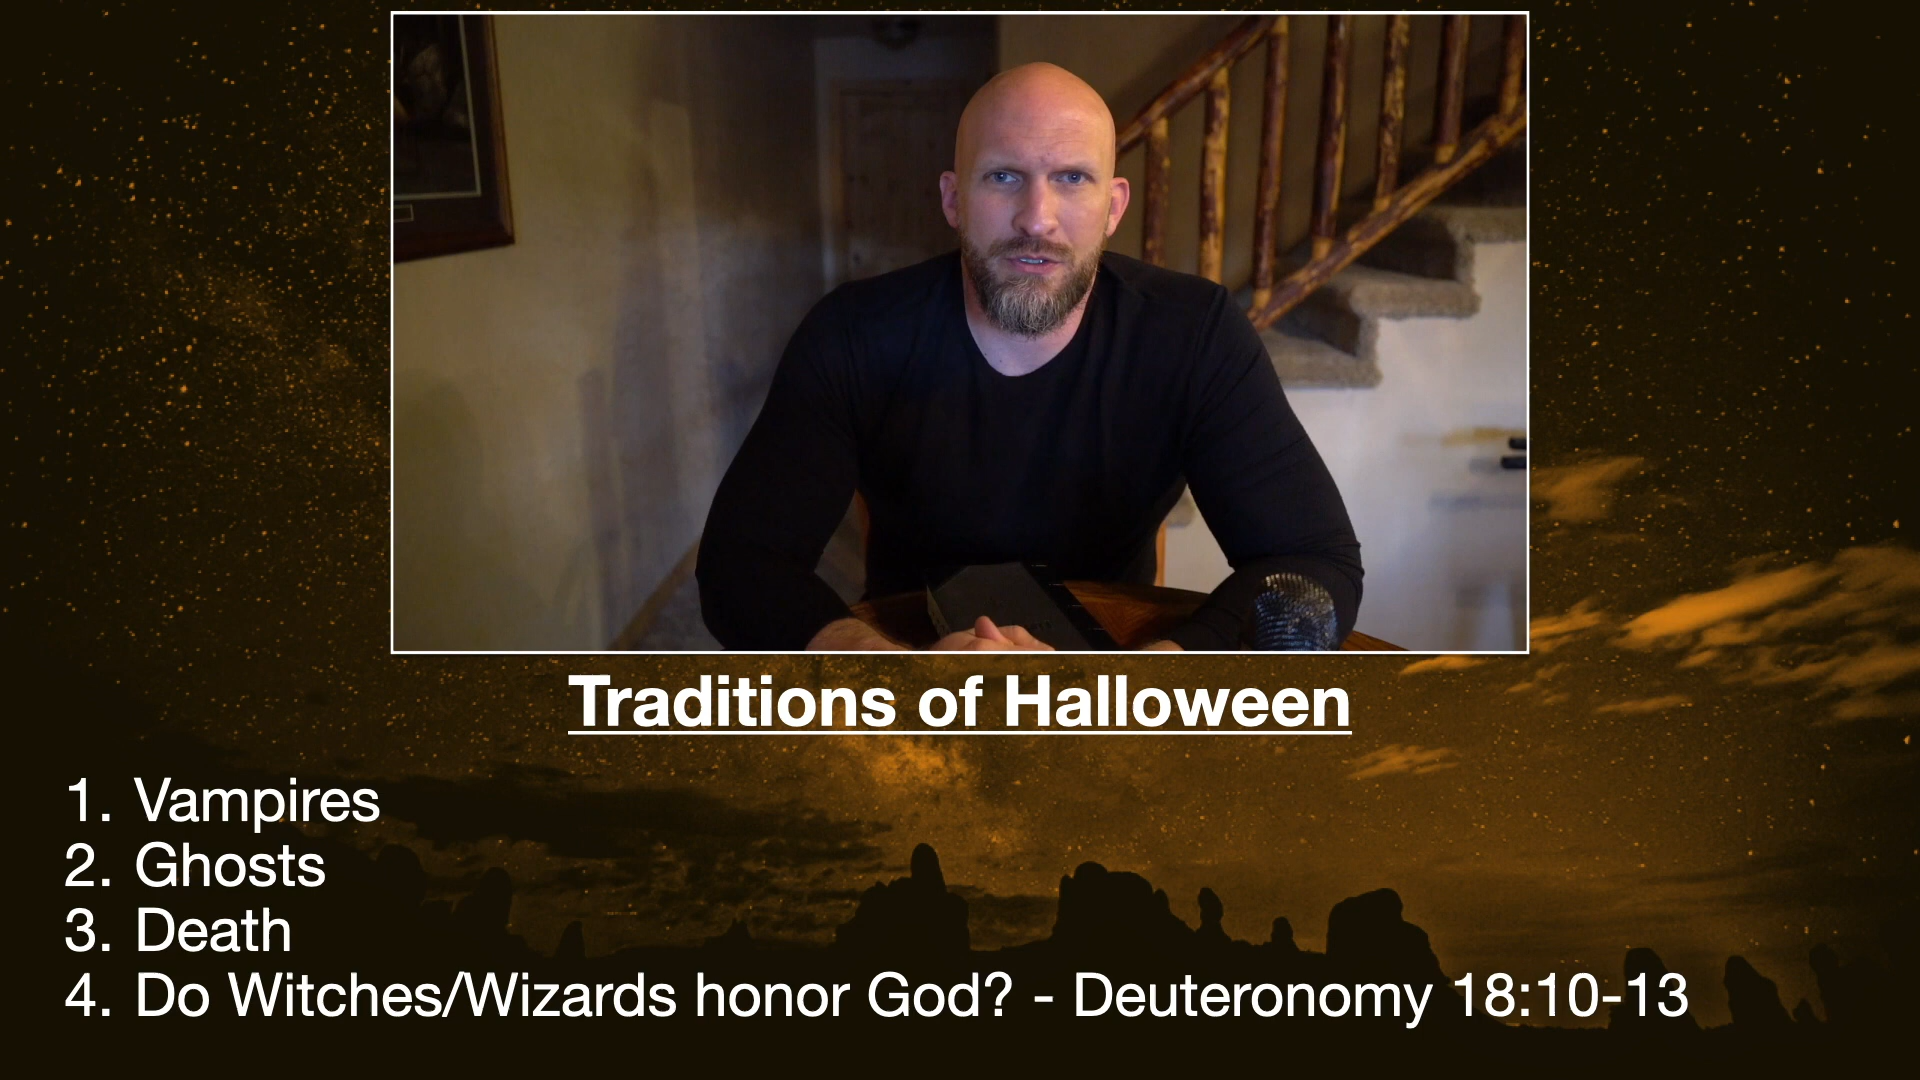 Traditions of Halloween
1. Vampires
2. Ghosts
3. Death
4. Do Witches/Wizards honor God? - Deuteronomy 18:10-13